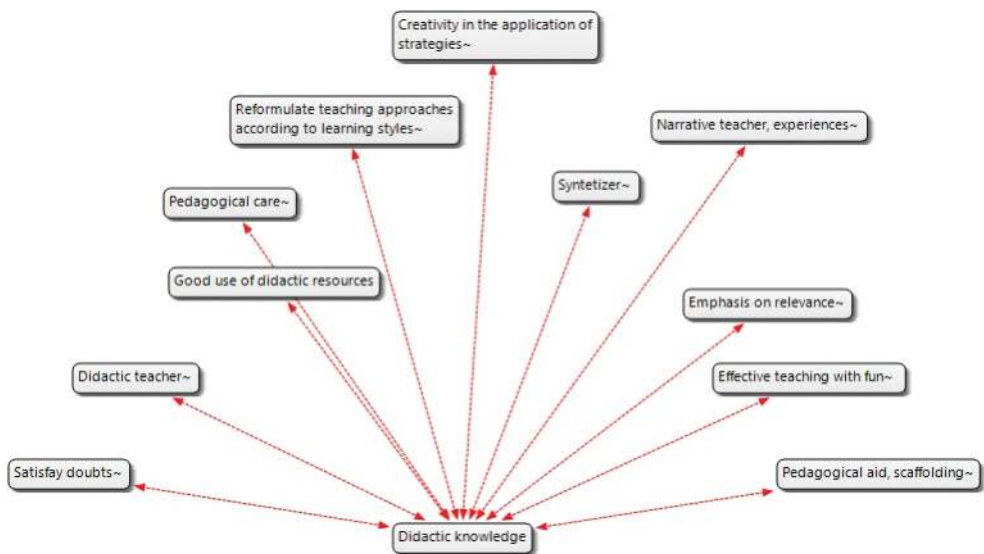 Creativity in the application of
strategies~
Reformulate teaching approaches
according to learning styles~
Narrative teacher, experiences~
Syntetizer~
Pedagogical care~
Good use of didactic resources
Emphasis on relevance~
Didactic teacher~
Effective teaching with fun~
Satisfay doubts~
Pedagogical aid, scaffolding~
Didactic knowledge